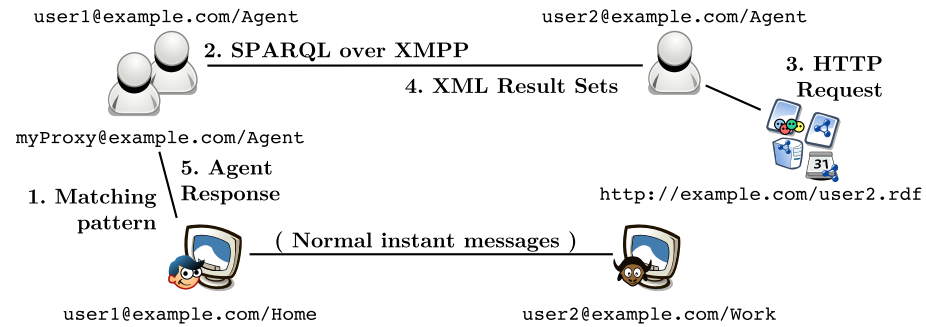 user1@example.com/Agent
user2@example.com/Agent
2. SPARQL over XMPP
4. XML Result Sets
3. HTTP
Request
myProxy@example.com/Agent
31
http://example.com/user2.rdf
5. Agent
Response
1. Matching
pattern
( Normal instant messages )
user1@example.com/Home
user2@example.com/Work